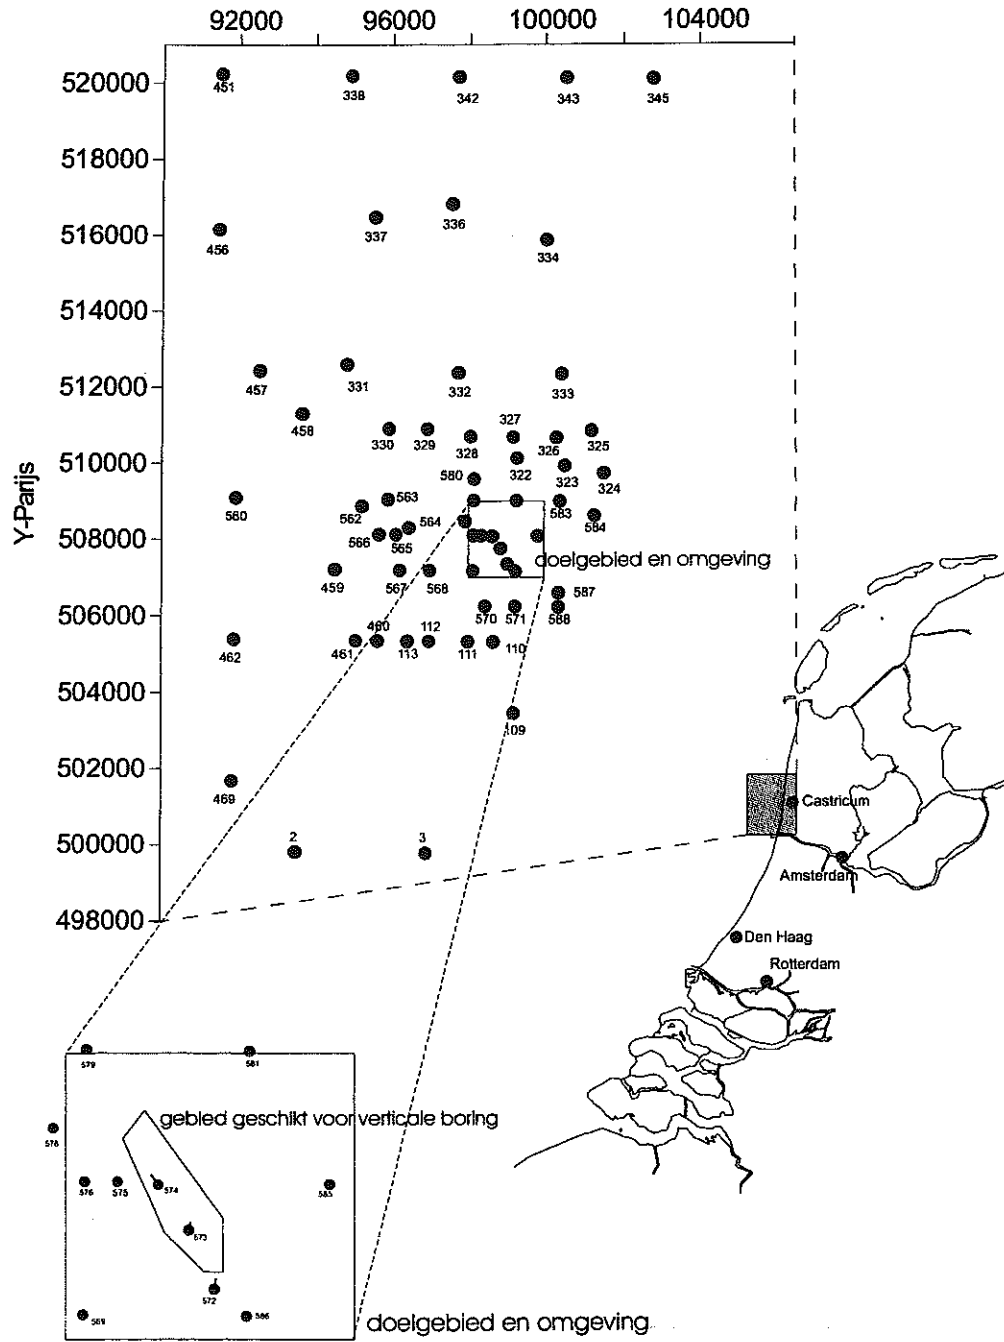 92000 96000 100000 104000
520000
451 338 342 343 345
518000
516000
456 337 336 334
514000
512000
457 331 332 333
327
458 330 329 328 326 325
510000
580 322 323 324
Y-Parijs
560 562 563 564 583 584
508000
566 565
doelgebied en omgeving
459 567 568 587
506000
460 112 570 571 588
462 461 113 111 110
504000
109
502000
469
Castricum
2 3
500000
Amsterdam
498000
Den Haag
Rotterdam
579 581
gebied geschikt voor verticale boring
578
576 575 574 585
573
572
569 586
doelgebied en omgeving